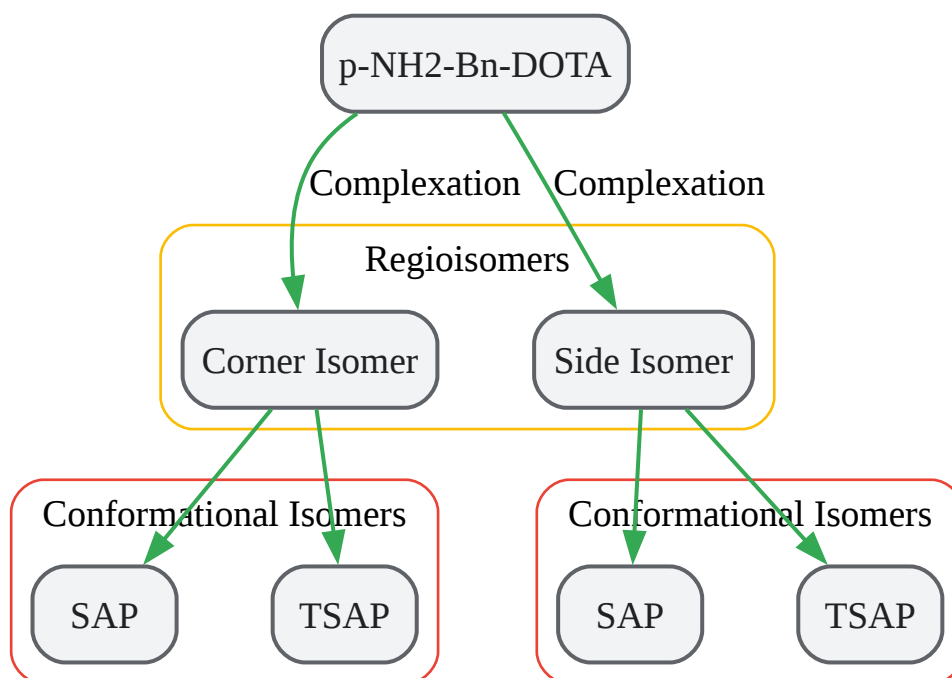 p-NH2-Bn-DOTA
Complexation
Complexation
Regioisomers
Corner Isomer
Side Isomer
Conformational Isomers
Conformational Isomers
SAP
TSAP
SAP
TSAP